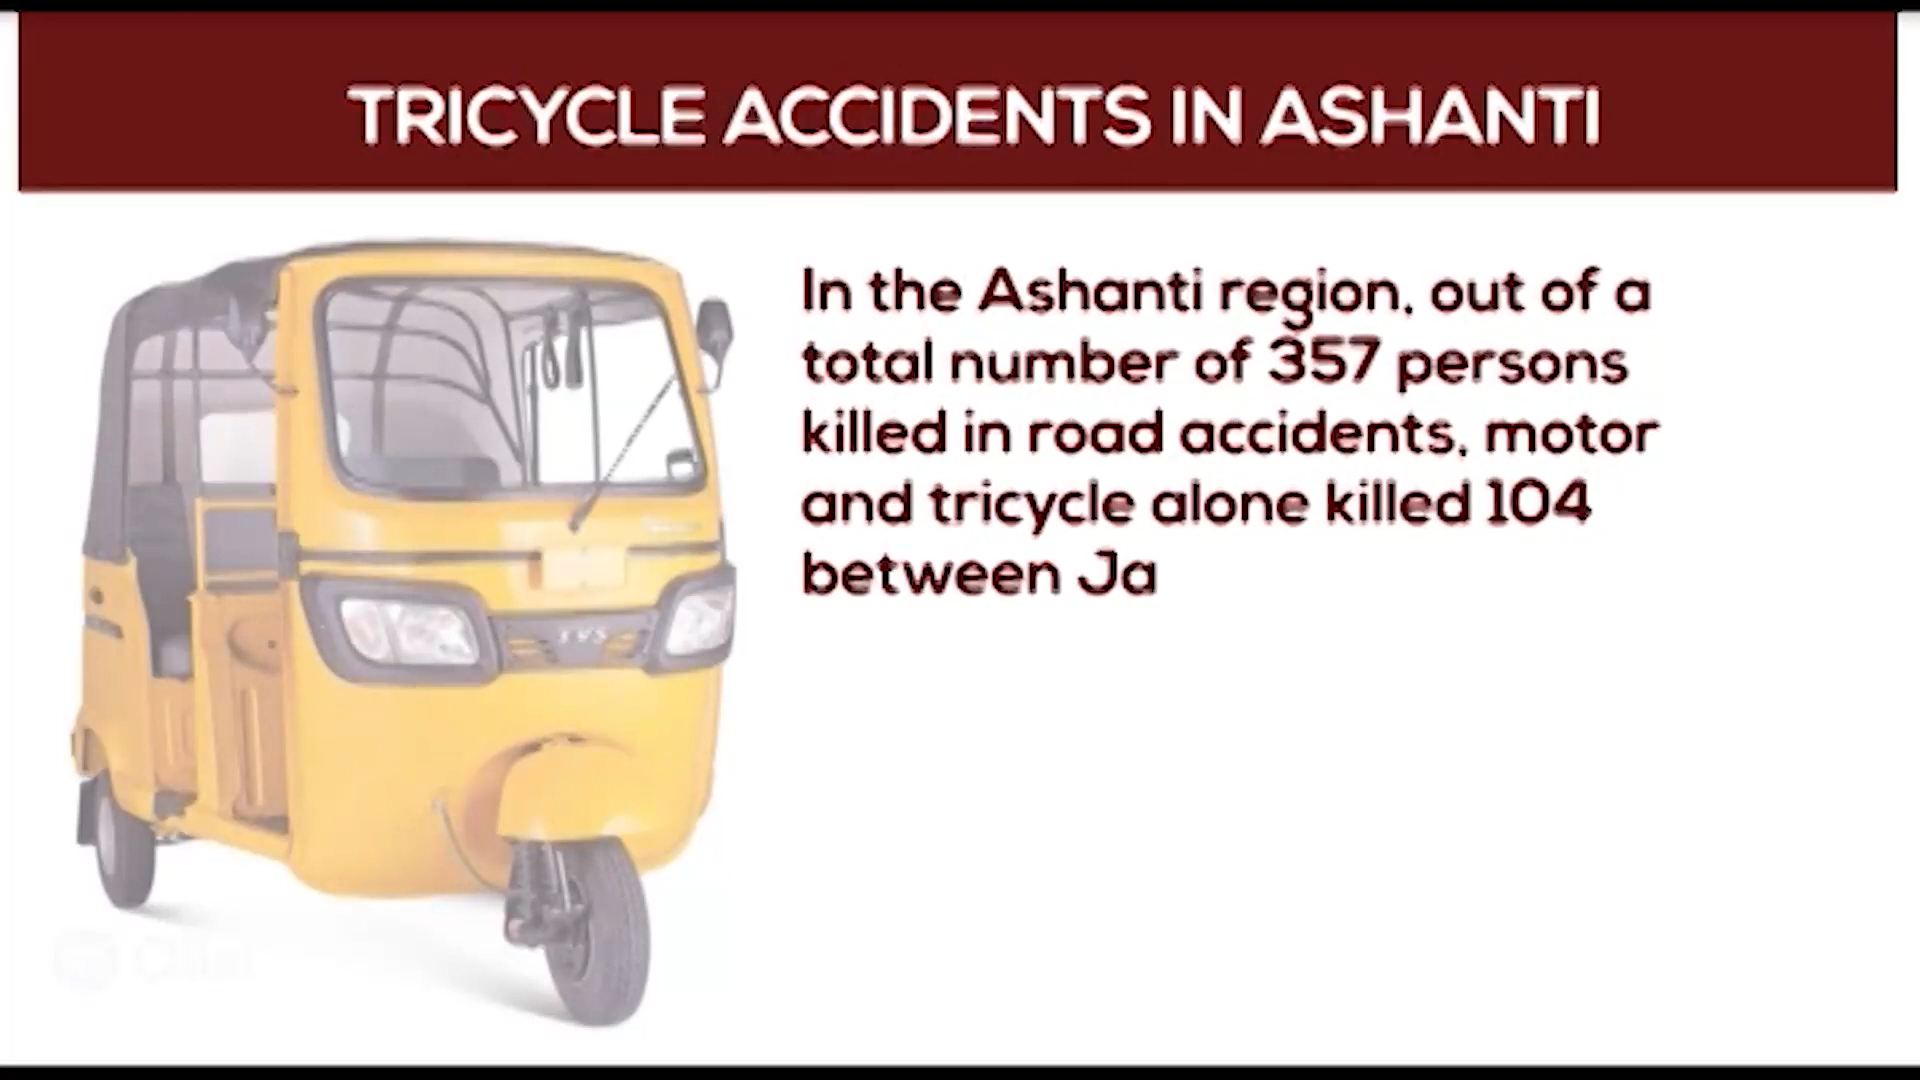 TRICYCLE ACCIDENTS IN ASHANTI
In the Ashanti region, out of a
total number of 357 persons
killed in road accidents, motor
and tricycle alone killed 104
between Ja
TVS